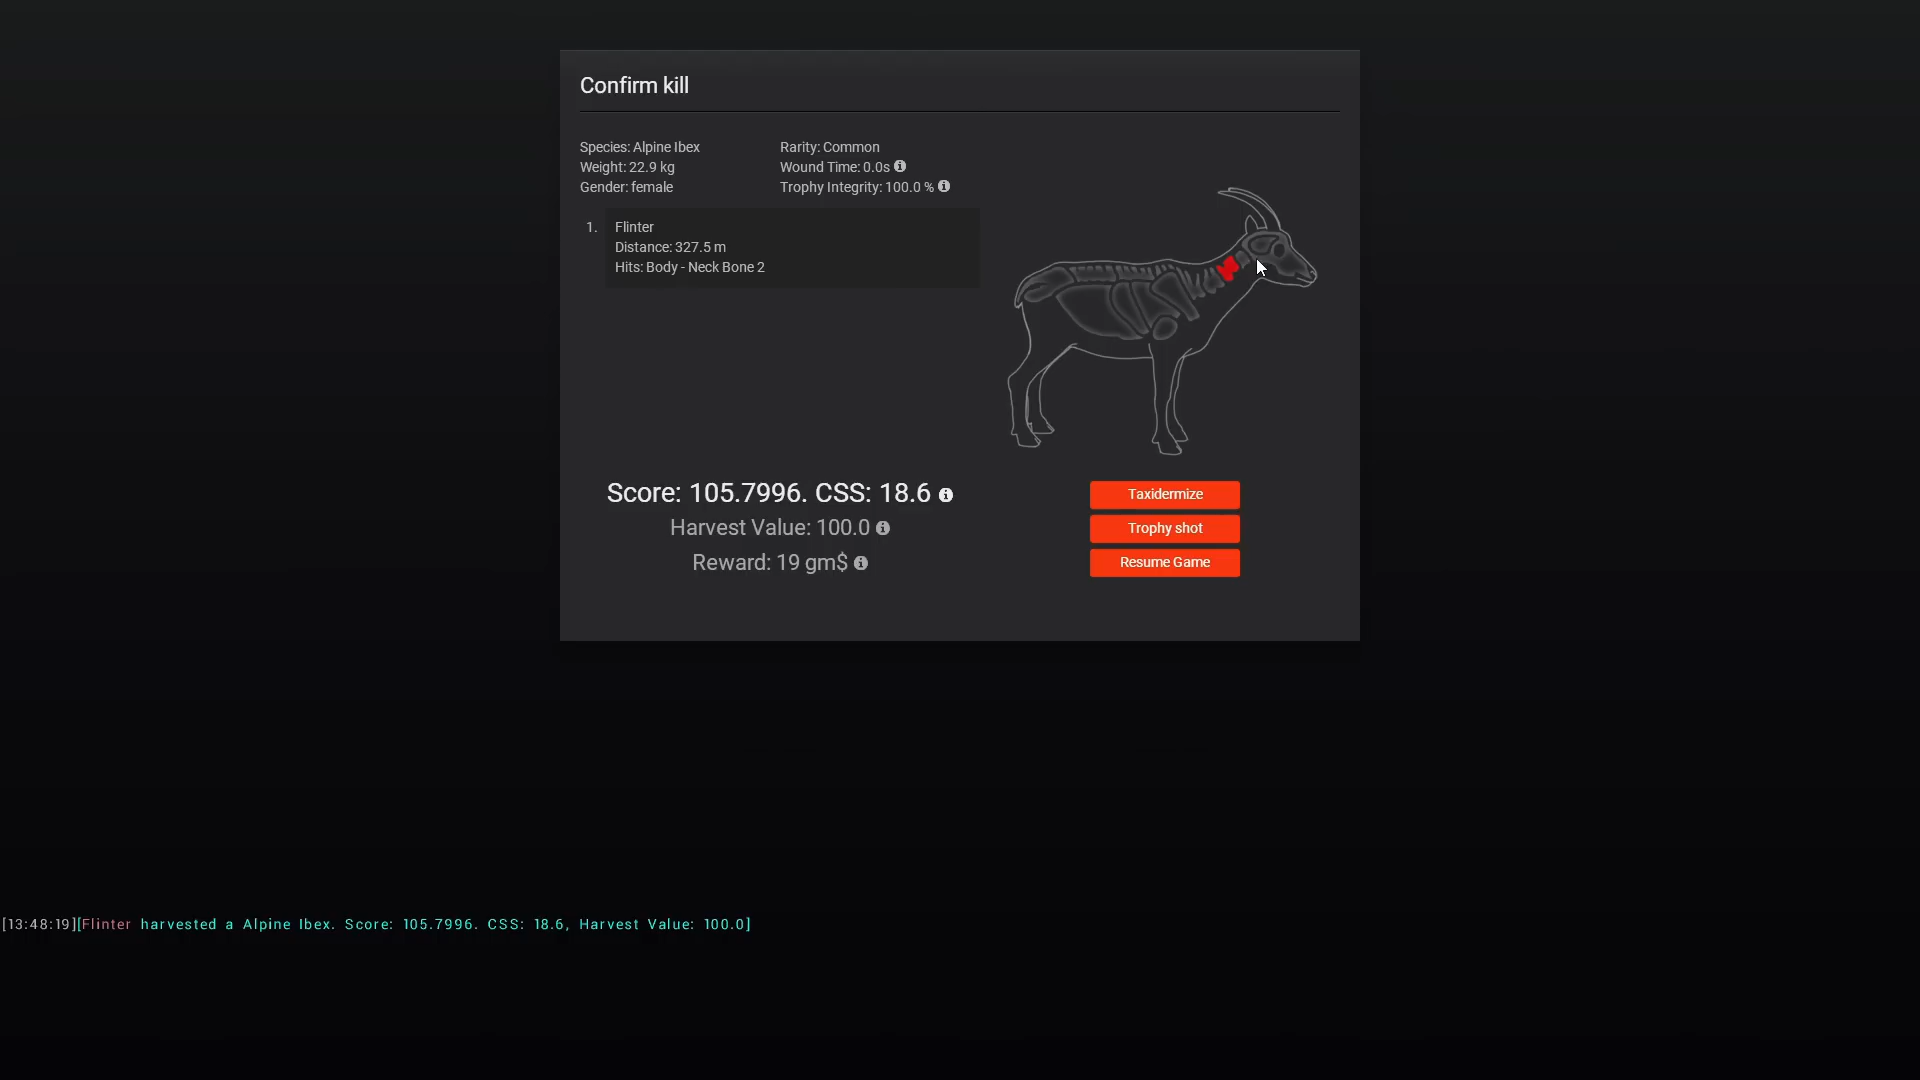 Confirm kill
Species: Alpine Ibex
Weight: 22.9 kg
Gender: female
Rarity: Common
Wound Time: 0.0s
Trophy Integrity: 100.0 %
1.
Flinter
Distance: 327.5 m
Hits: Body - Neck Bone 2
Score: 105.7996. CSS: 18.6
Harvest Value: 100.0
Reward: 19 gm$
Taxidermize
Trophy shot
Resume Game
[13:48:19][Flinter harvested a Alpine Ibex. Score: 105.7996. CSS: 18.6, Harvest Value: 100.0]